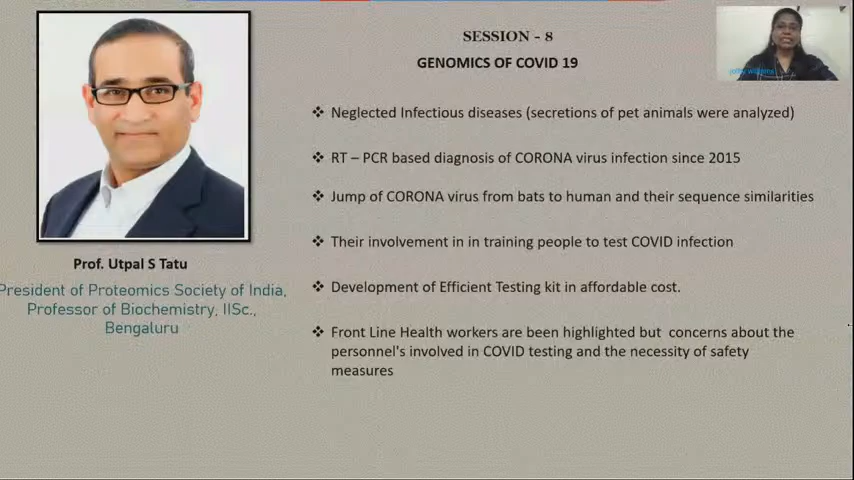 SESSION - 8
GENOMICS OF COVID 19
❖ Neglected Infectious diseases (secretions of pet animals were analyzed)
❖ RT – PCR based diagnosis of CORONA virus infection since 2015
❖ Jump of CORONA virus from bats to human and their sequence similarities
❖ Their involvement in in training people to test COVID infection
❖ Development of Efficient Testing kit in affordable cost.
❖ Front Line Health workers are been highlighted but concerns about the
personnel's involved in COVID testing and the necessity of safety
measures
Prof. Utpal S Tatu
President of Proteomics Society of India,
Professor of Biochemistry, IISc.,
Bengaluru